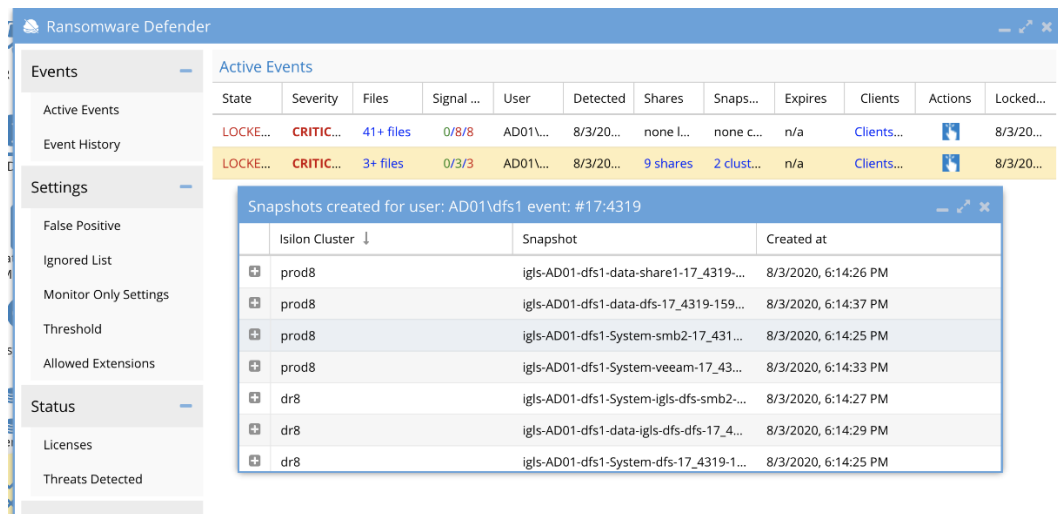 Ransomware Defender
Events
Active Events
Event History
Settings
False Positive
Ignored List
Monitor Only Settings
Threshold
Allowed Extensions
Status
Licenses
Threats Detected
Active Events
State Severity Files Signal ... User Detected Shares Snaps... Expires Clients Actions Locked...
LOCKE... CRITIC... 41+ files 0/8/8 AD01\... 8/3/20... none l... none c... n/a Clients... 8/3/20...
LOCKE... CRITIC... 3+ files 0/3/3 AD01\... 8/3/20... 9 shares 2 clust... n/a Clients... 8/3/20...
Snapshots created for user: AD01\dfs1 event: #17:4319
Isilon Cluster ↓ Snapshot Created at
prod8 igls-AD01-dfs1-data-share1-17_4319-... 8/3/2020, 6:14:26 PM
prod8 igls-AD01-dfs1-data-dfs-17_4319-159... 8/3/2020, 6:14:37 PM
prod8 igls-AD01-dfs1-System-smb2-17_431... 8/3/2020, 6:14:25 PM
prod8 igls-AD01-dfs1-System-veeam-17_43... 8/3/2020, 6:14:33 PM
dr8 igls-AD01-dfs1-System-igls-dfs-smb2-... 8/3/2020, 6:14:27 PM
dr8 igls-AD01-dfs1-data-igls-dfs-dfs-17_4... 8/3/2020, 6:14:29 PM
dr8 igls-AD01-dfs1-System-dfs-17_4319-1... 8/3/2020, 6:14:25 PM